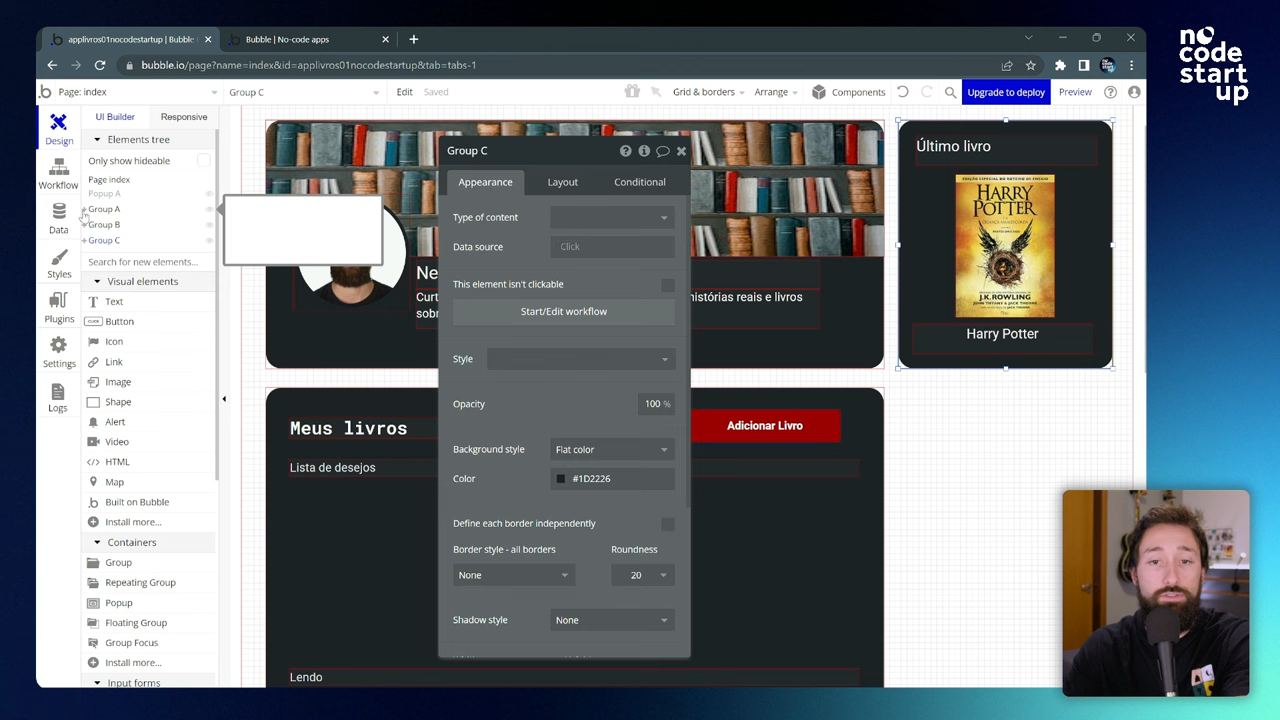 no
code
start
up
applivros01nocodestartup | Bubble
Bubble | No-code apps
bubble.io/page?name=index&id=applivros01nocodestartup&tab=tabs-1
Page: index
Group C
Edit
Saved
Grid & borders
Arrange
Components
Upgrade to deploy
Preview
Design
Workflow
Data
Styles
Plugins
Settings
Logs
UI Builder
Responsive
Elements tree
Only show hideable
Page index
Popup A
Group A
Group B
Group C
Search for new elements...
Visual elements
Text
CLICK
Button
Icon
Link
Image
Shape
Alert
Video
HTML
Map
Built on Bubble
Install more...
Containers
Group
Repeating Group
Popup
Floating Group
Group Focus
Install more...
Input forms
Ne
Curt
sobr
histórias reais e livros
Meus livros
Adicionar Livro
Lista de desejos
Lendo
Group C
Appearance
Layout
Conditional
Type of content
Data source
Click
This element isn't clickable
Start/Edit workflow
Style
Opacity
100 %
Background style
Flat color
Color
#1D2226
Define each border independently
Border style - all borders
Roundness
None
20
Shadow style
None
Último livro
HARRY
POTTER
J.K.ROWLING
JOHN TIFFANY & JACK THORNE
Harry Potter